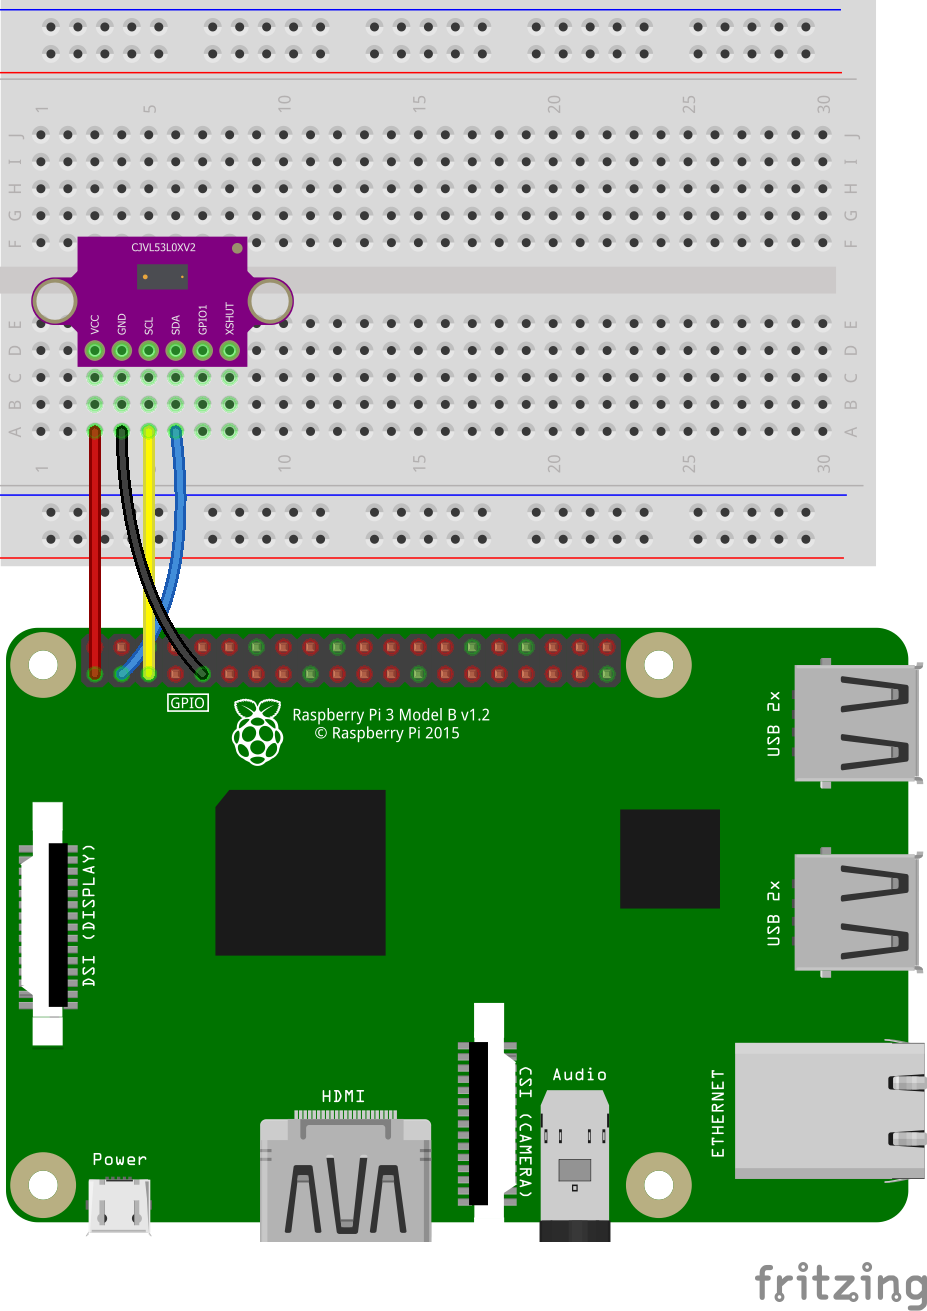 1 5 10 15 20 25 30
J J
I I
H H
G G
F F
CJVL53L0XV2
VCC GND SCL SDA GPIO1 XSHUT
E E
D D
C C
B B
A A
1 10 15 20 25 30
GPIO
Raspberry Pi 3 Model B v1.2
© Raspberry Pi 2015
USB 2x
DSI (DISPLAY)
USB 2x
CSI (CAMERA)
Audio
ETHERNET
HDMI
Power
fritzing